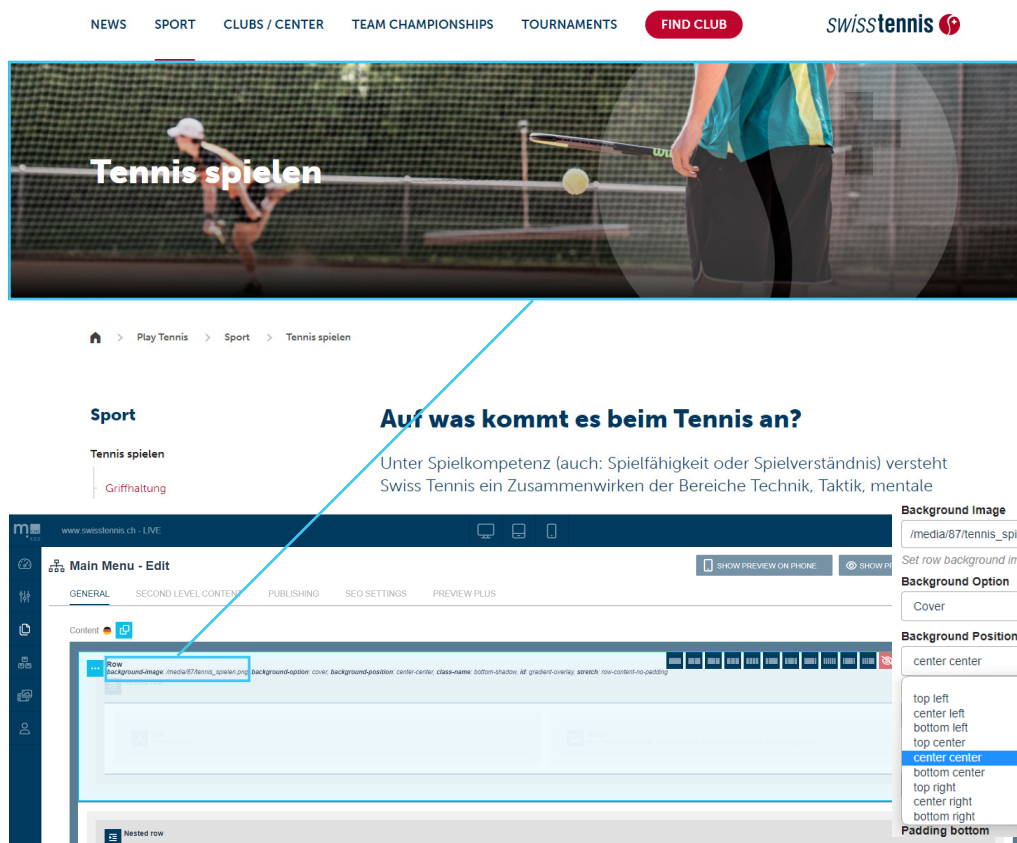 NEWS SPORT CLUBS / CENTER TEAM CHAMPIONSHIPS TOURNAMENTS FIND CLUB swisstennis
Tennis spielen
Play Tennis > Sport > Tennis spielen
Sport
Auf was kommt es beim Tennis an?
Tennis spielen
Griffhaltung
Unter Spielkompetenz (auch: Spielfähigkeit oder Spielverständnis) versteht
Swiss Tennis ein Zusammenwirken der Bereiche Technik, Taktik, mentale
www.swisstennis.ch - LIVE
Main Menu - Edit
SHOW PREVIEW ON PHONE
SHOW PR
GENERAL SECOND LEVEL CONTENT PUBLISHING SEO SETTINGS PREVIEW PLUS
Content
Row
background-image: /media/87/tennis_spielen.png, background-option: cover, background-position: center-center, class-name: bottom-shadow, id: gradient-overlay, stretch: row-content-no-padding
Nested row
Background Image
/media/87/tennis_spi
Set row background im
Background Option
Cover
Background Position
center center
top left
center left
bottom left
top center
center center
bottom center
top right
center right
bottom right
Padding bottom